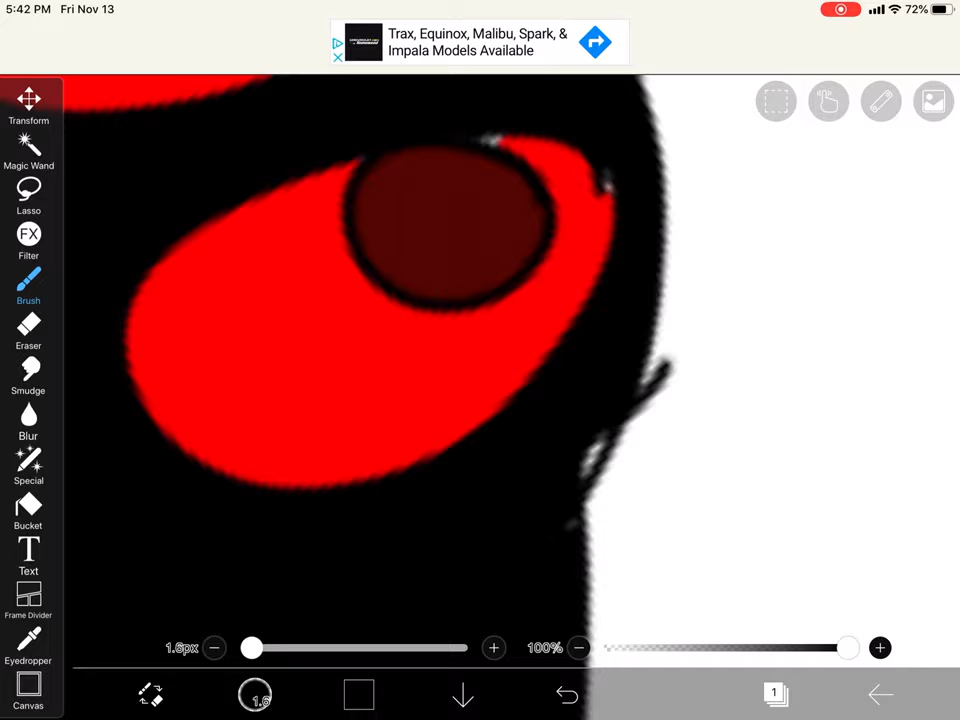 5:42 PM Fri Nov 13
72%
Trax, Equinox, Malibu, Spark, &
Impala Models Available
Transform
Magic Wand
Lasso
FX
Filter
Brush
Eraser
Smudge
Blur
Special
Bucket
T
Text
Frame Divider
Eyedropper
Canvas
1.6px
100%
1.6
1